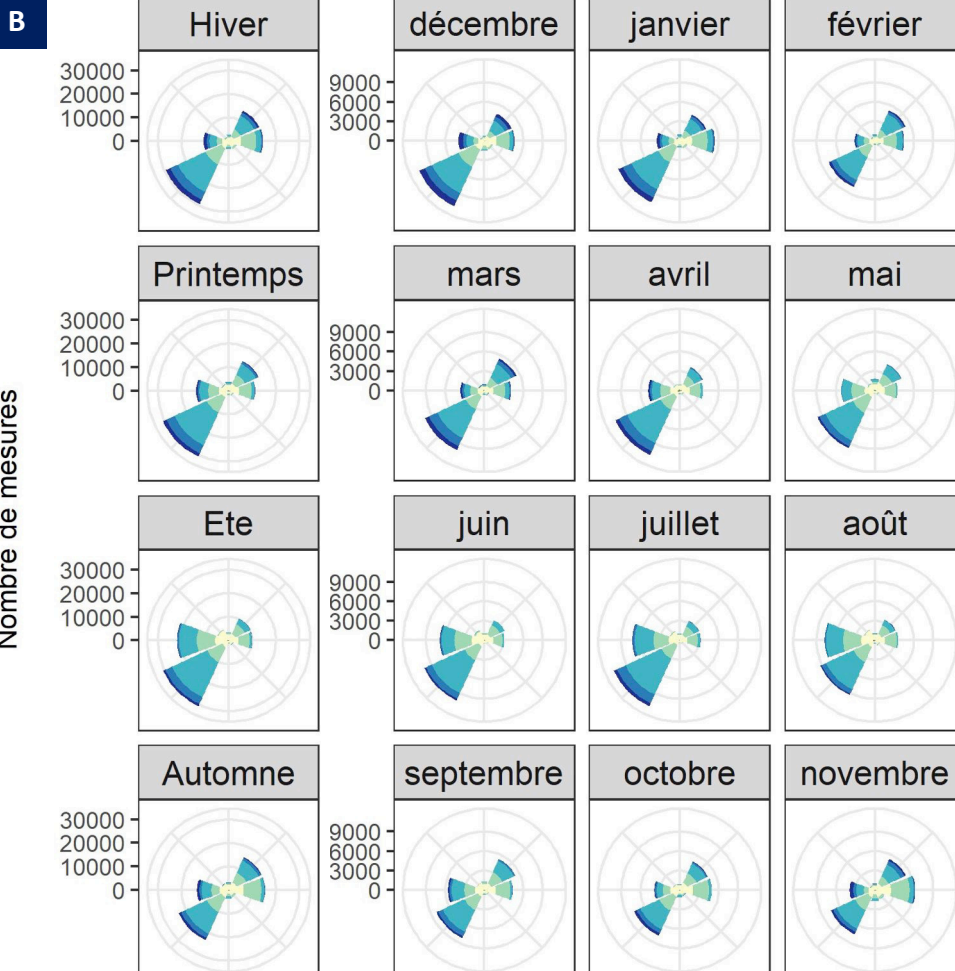 B
Hiver
décembre
janvier
février
30000
20000
10000
0
9000
6000
3000
0
Printemps
mars
avril
mai
30000
20000
10000
0
9000
6000
3000
0
Nombre de mesures
Ete
juin
juillet
août
30000
20000
10000
0
9000
6000
3000
0
Automne
septembre
octobre
novembre
30000
20000
10000
0
9000
6000
3000
0